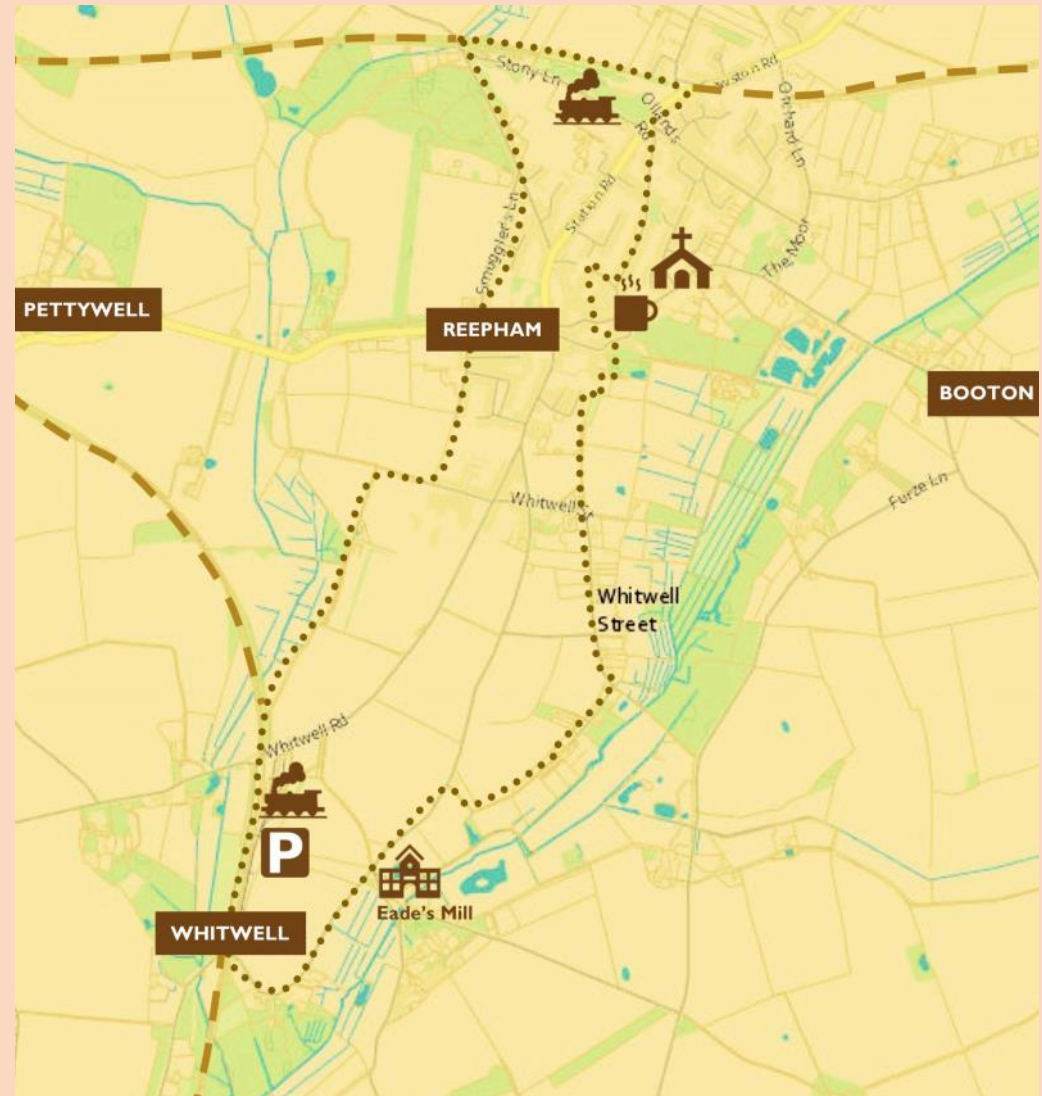 Stony Ln
Ollands
Rd
wston Rd
Orchard Ln
Station Rd
Smuggler's Ln
The Moor
PETTYWELL
REEPHAM
BOOTON
Furze Ln
Whitwell St
Whitwell
Street
Whitwell Rd
P
Eade's Mill
WHITWELL